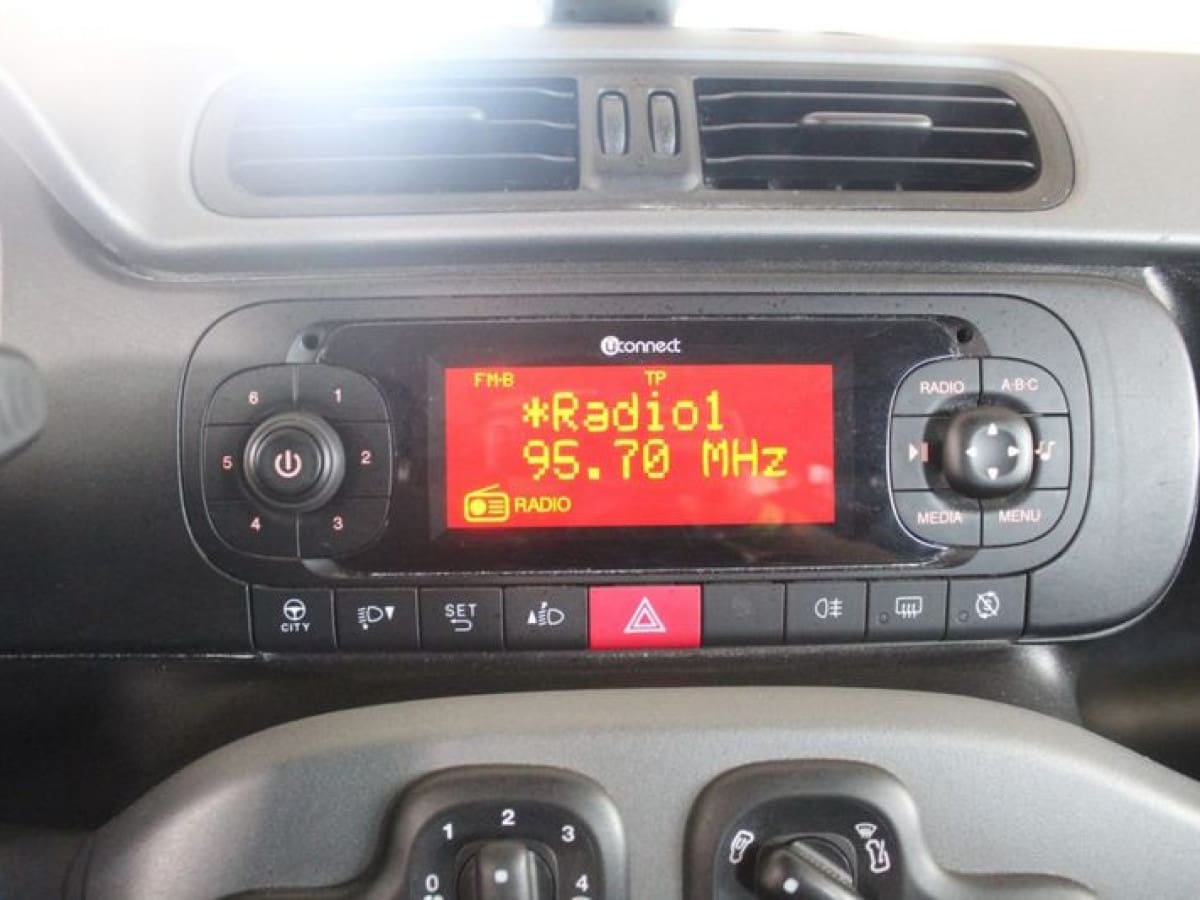 uconnect
FM-B TP
*Radio1
95.70 MHz
RADIO
6 1
5 2
4 3
RADIO A·B·C
MEDIA MENU
CITY
SET
0 1 2 3 4